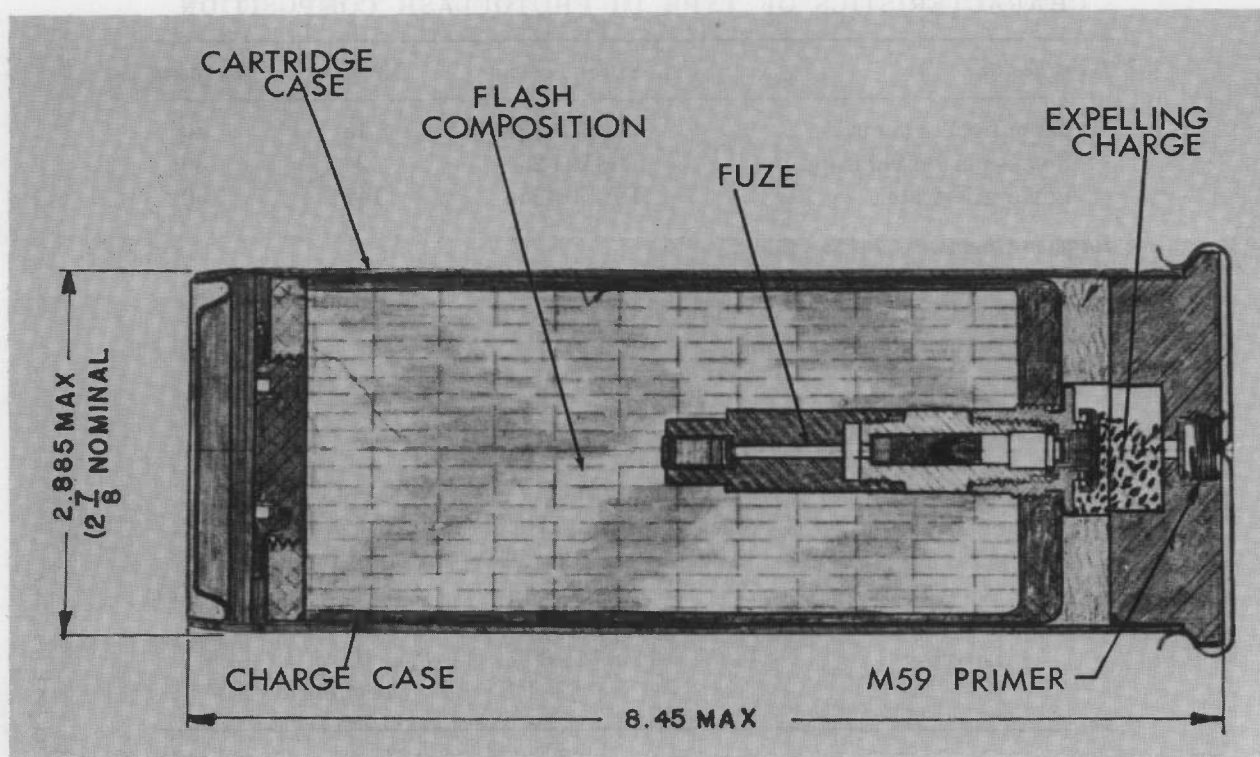 CARTRIDGE
CASE
FLASH
COMPOSITION
FUZE
EXPELLING
CHARGE
2.885 MAX
(2 7/8 NOMINAL
CHARGE CASE
M59 PRIMER
8.45 MAX